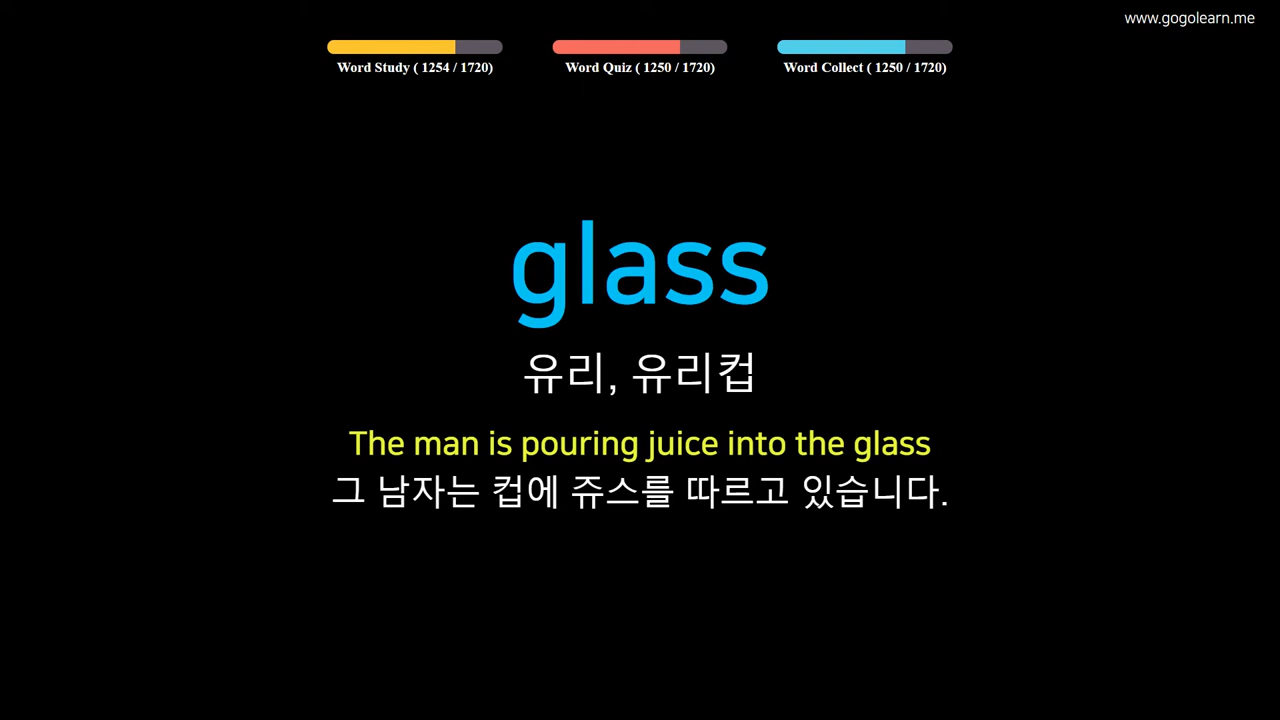 www.gogolearn.me
Word Study ( 1254 / 1720)
Word Quiz ( 1250 / 1720)
Word Collect ( 1250 / 1720)
glass
유리, 유리컵
The man is pouring juice into the glass
그 남자는 컵에 쥬스를 따르고 있습니다.